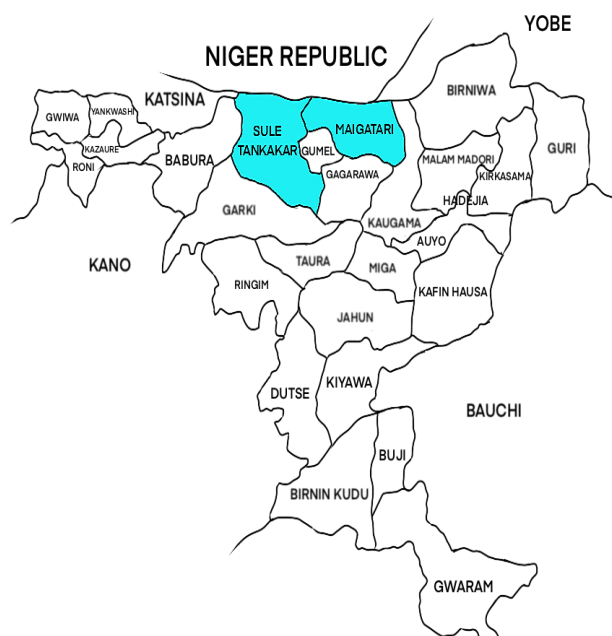 YOBE
NIGER REPUBLIC
BIRNIWA
KATSINA
YANKWASHI
GWIWA
SULE
TANKAKAR
MAIGATARI
GUMEL
KAZAURE
GURI
BABURA
MALAM MADORI
RONI
GAGARAWA
KIRKASAMA
HADEJIA
GARKI
KAUGAMA
AUYO
KANO
TAURA
MIGA
RINGIM
KAFIN HAUSA
JAHUN
KIYAWA
DUTSE
BAUCHI
BUJI
BIRNIN KUDU
GWARAM